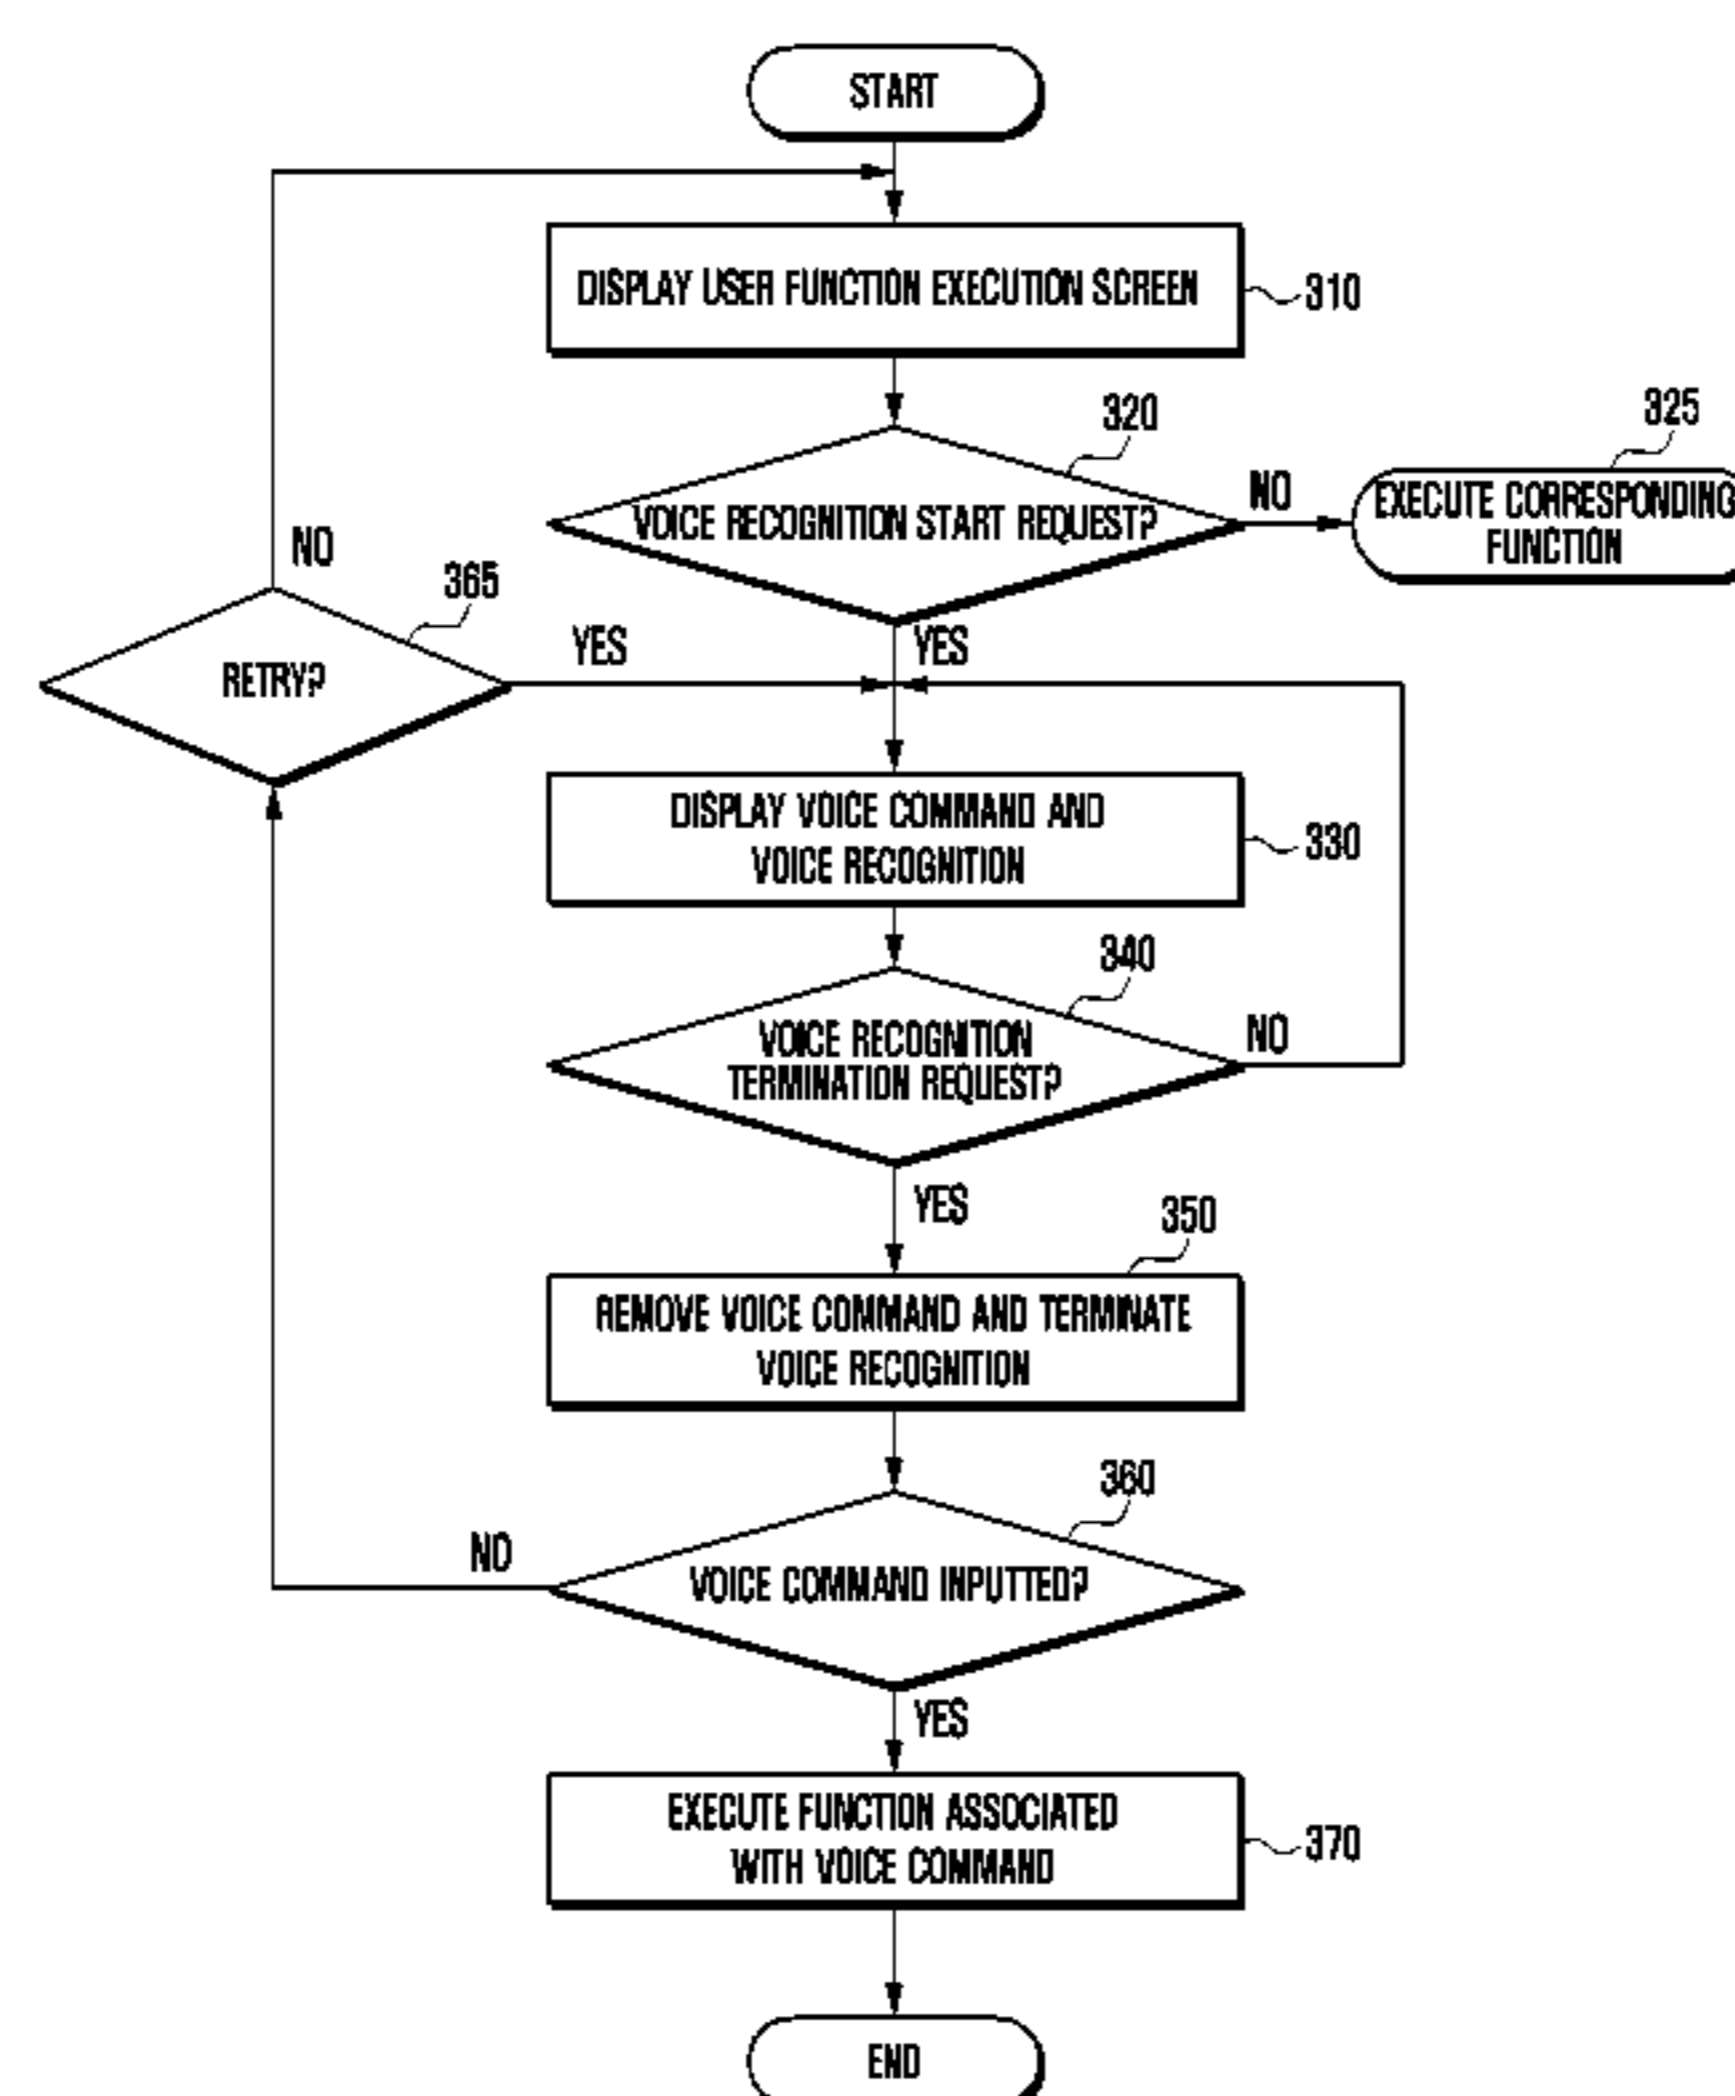 START
DISPLAY USER FUNCTION EXECUTION SCREEN
310
320
325
VOICE RECOGNITION START REQUEST?
NO
EXECUTE CORRESPONDING
FUNCTION
NO
365
RETRY?
YES
YES
DISPLAY VOICE COMMAND AND
VOICE RECOGNITION
330
340
VOICE RECOGNITION
TERMINATION REQUEST?
NO
YES
350
REMOVE VOICE COMMAND AND TERMINATE
VOICE RECOGNITION
360
NO
VOICE COMMAND INPUTTED?
YES
EXECUTE FUNCTION ASSOCIATED
WITH VOICE COMMAND
370
END